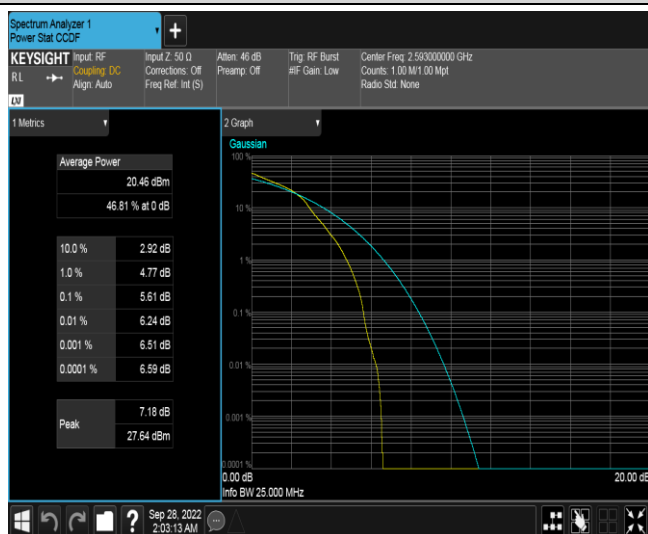 Spectrum Analyzer 1
Power Stat CCDF
+
KEYSIGHT
RL
LXI
Input: RF
Coupling: DC
Align: Auto
Input Z: 50 Ω
Corrections: Off
Freq Ref: Int (S)
Atten: 46 dB
Preamp: Off
Trig: RF Burst
#IF Gain: Low
Center Freq: 2.593000000 GHz
Counts: 1.00 M/1.00 Mpt
Radio Std: None
1 Metrics
Average Power
20.46 dBm
46.81 % at 0 dB
10.0 % 2.92 dB
1.0 % 4.77 dB
0.1 % 5.61 dB
0.01 % 6.24 dB
0.001 % 6.51 dB
0.0001 % 6.59 dB
Peak
7.18 dB
27.64 dBm
2 Graph
Gaussian
100 %
10 %
1 %
0.1 %
0.01 %
0.001 %
0.0001 %
0.00 dB
20.00 dB
Info BW 25.000 MHz
?
Sep 28, 2022
2:03:13 AM